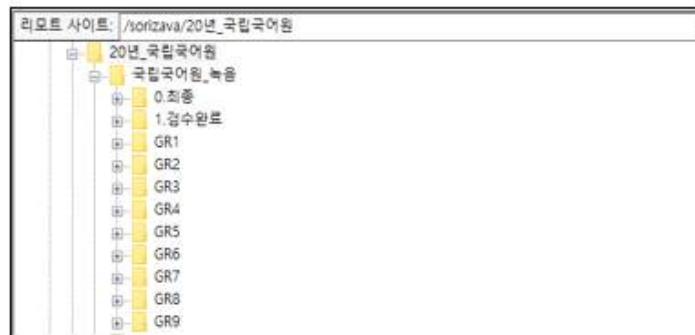 리모트 사이트: /sorizava/20년_국립국어원
20년_국립국어원
국립국어원_녹음
0.최종
1.검수완료
GR1
GR2
GR3
GR4
GR5
GR6
GR7
GR8
GR9